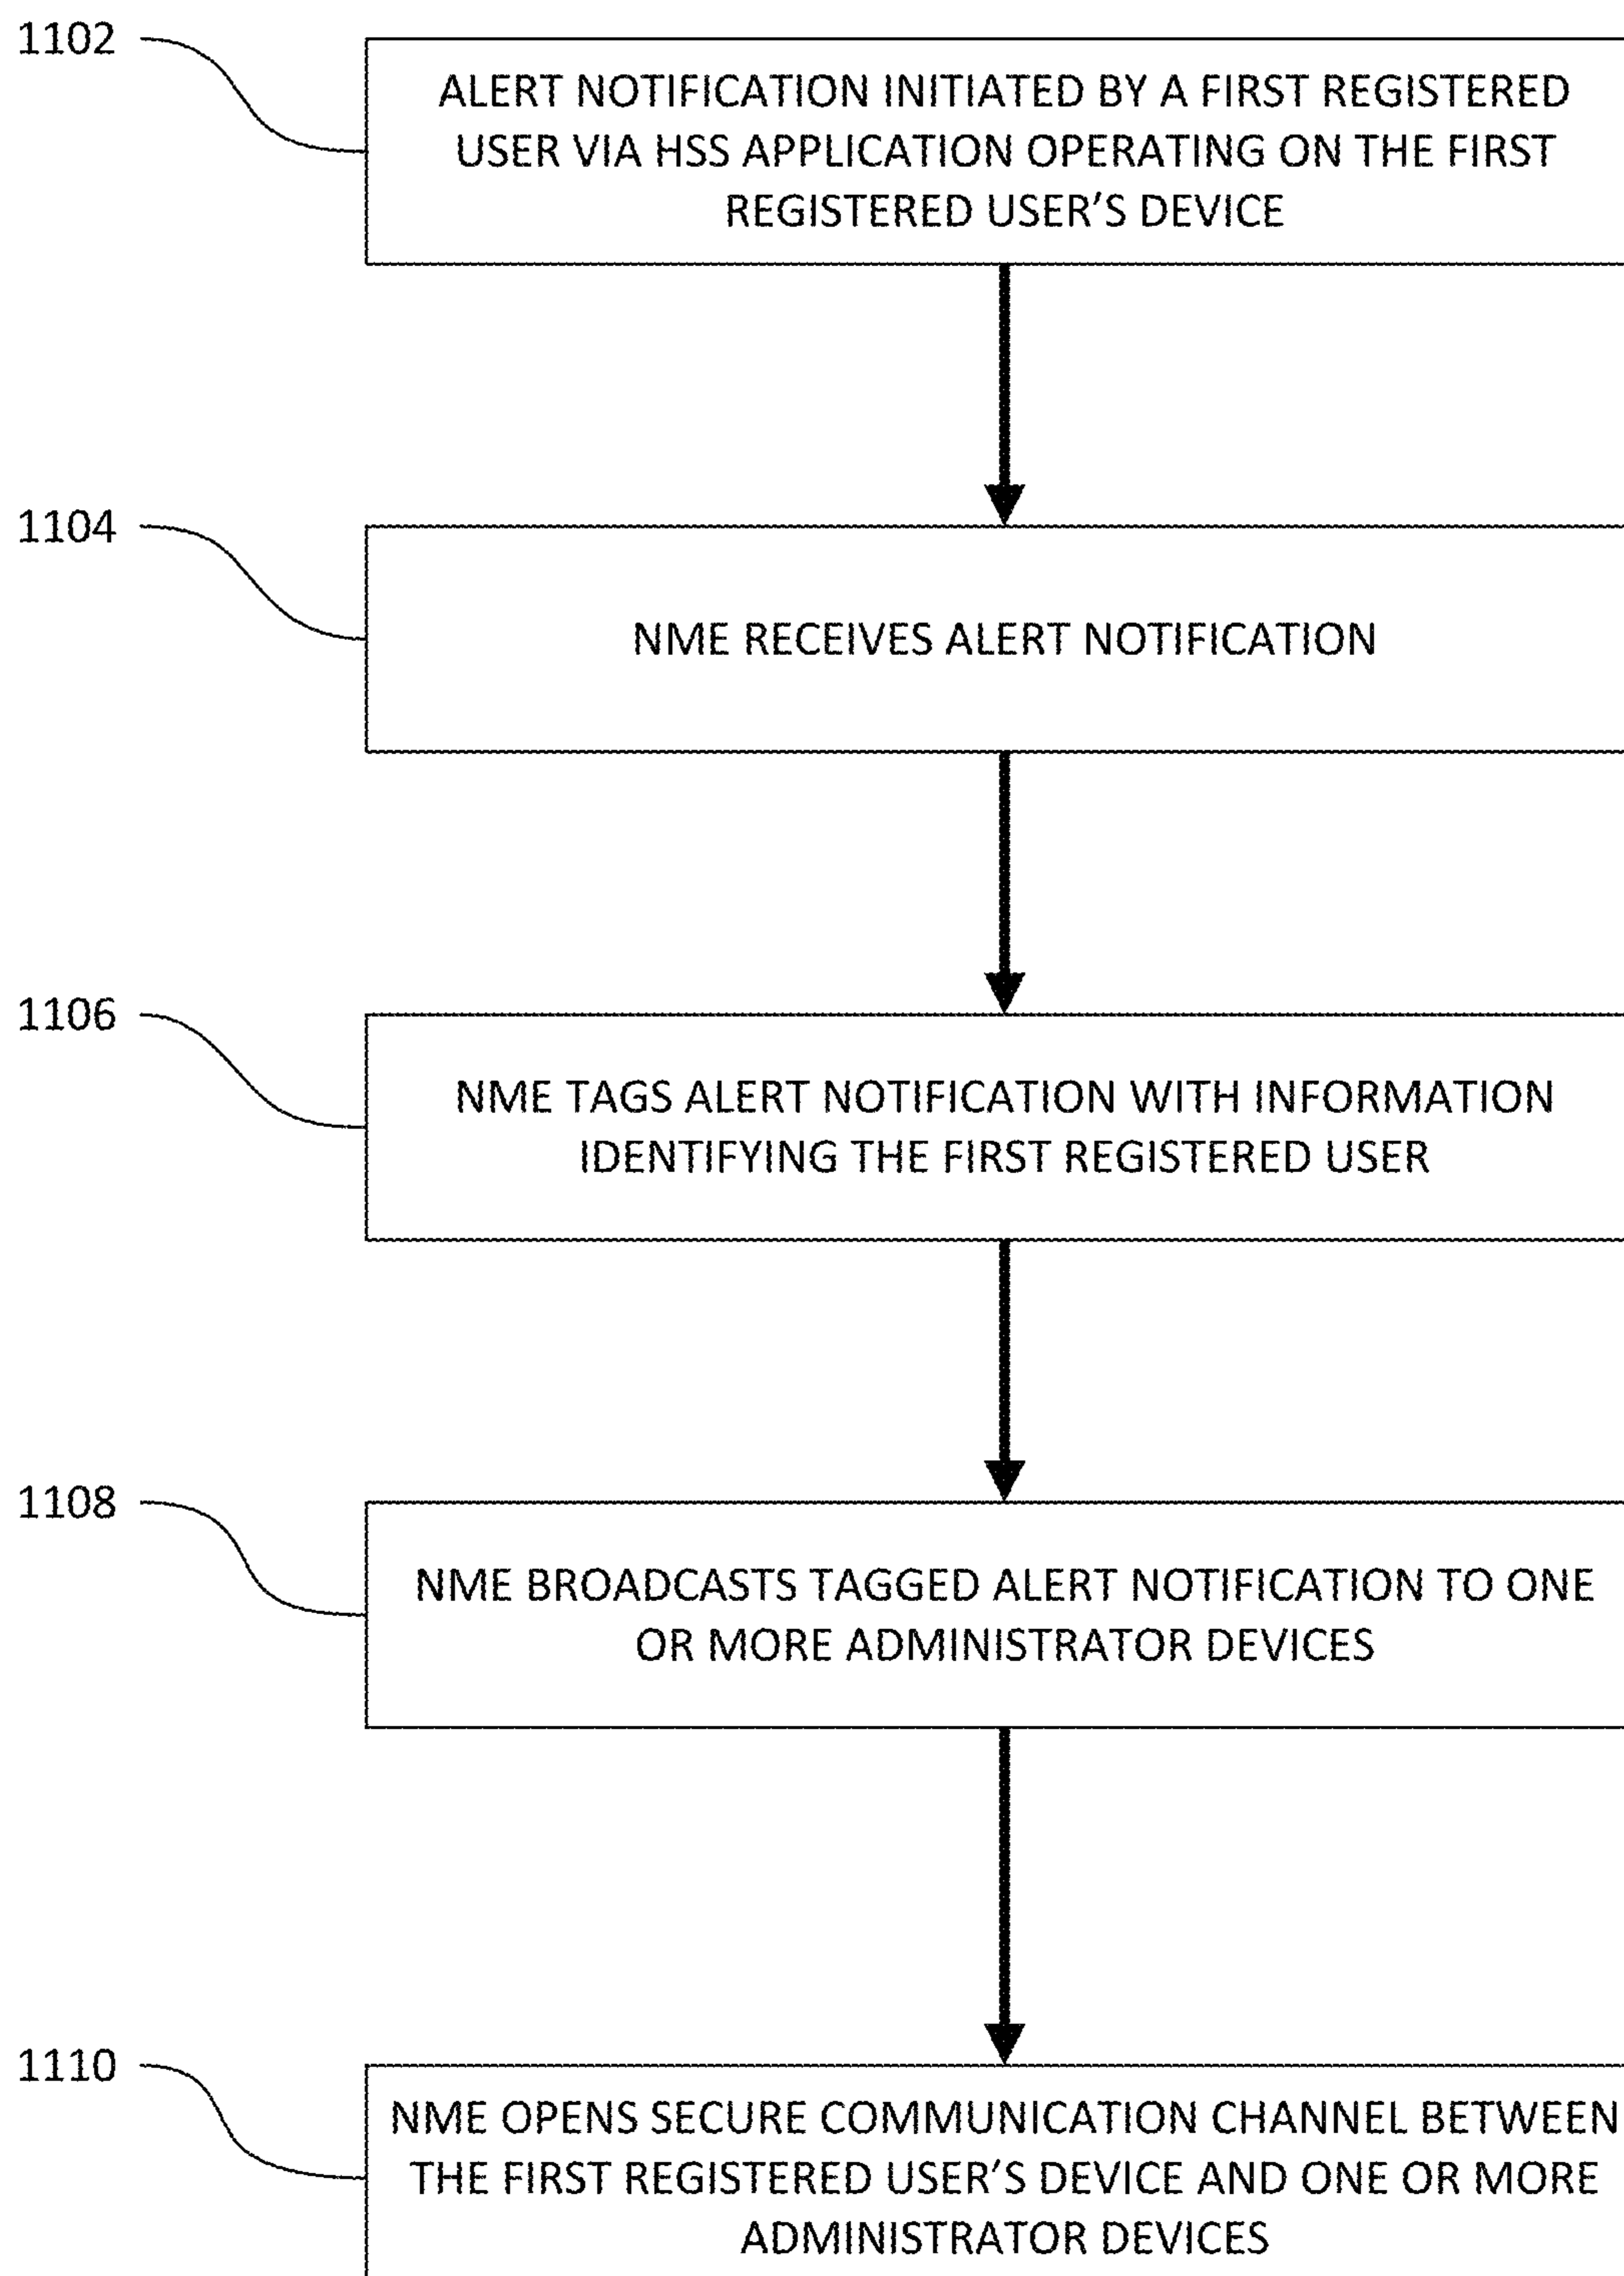 1102
ALERT NOTIFICATION INITIATED BY A FIRST REGISTERED
USER VIA HSS APPLICATION OPERATING ON THE FIRST
REGISTERED USER’S DEVICE
1104
NME RECEIVES ALERT NOTIFICATION
1106
NME TAGS ALERT NOTIFICATION WITH INFORMATION
IDENTIFYING THE FIRST REGISTERED USER
1108
NME BROADCASTS TAGGED ALERT NOTIFICATION TO ONE
OR MORE ADMINISTRATOR DEVICES
1110
NME OPENS SECURE COMMUNICATION CHANNEL BETWEEN
THE FIRST REGISTERED USER’S DEVICE AND ONE OR MORE
ADMINISTRATOR DEVICES